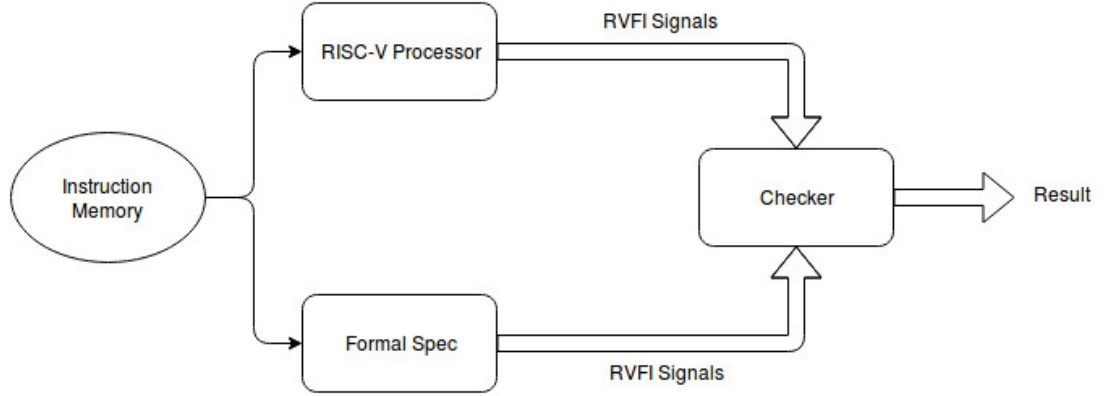 RVFI Signals
RISC-V Processor
Instruction
Memory
Checker
Result
Formal Spec
RVFI Signals